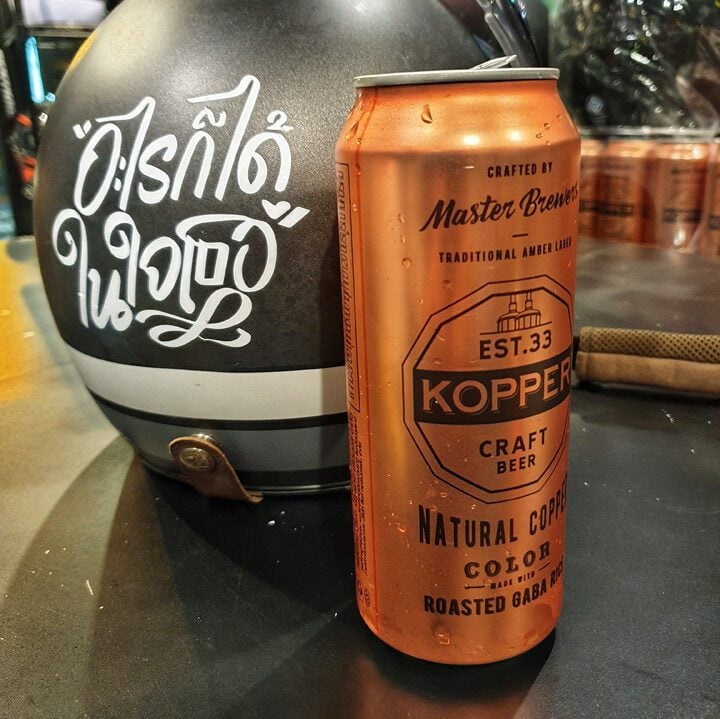 "อะไรก็ได้
ในใจเธอ"
CRAFTED BY
Master Brewers
TRADITIONAL AMBER LAGER
EST.33
KOPPER
CRAFT
BEER
NATURAL COPPER
COLOR
MADE WITH
ROASTED GABA RICE